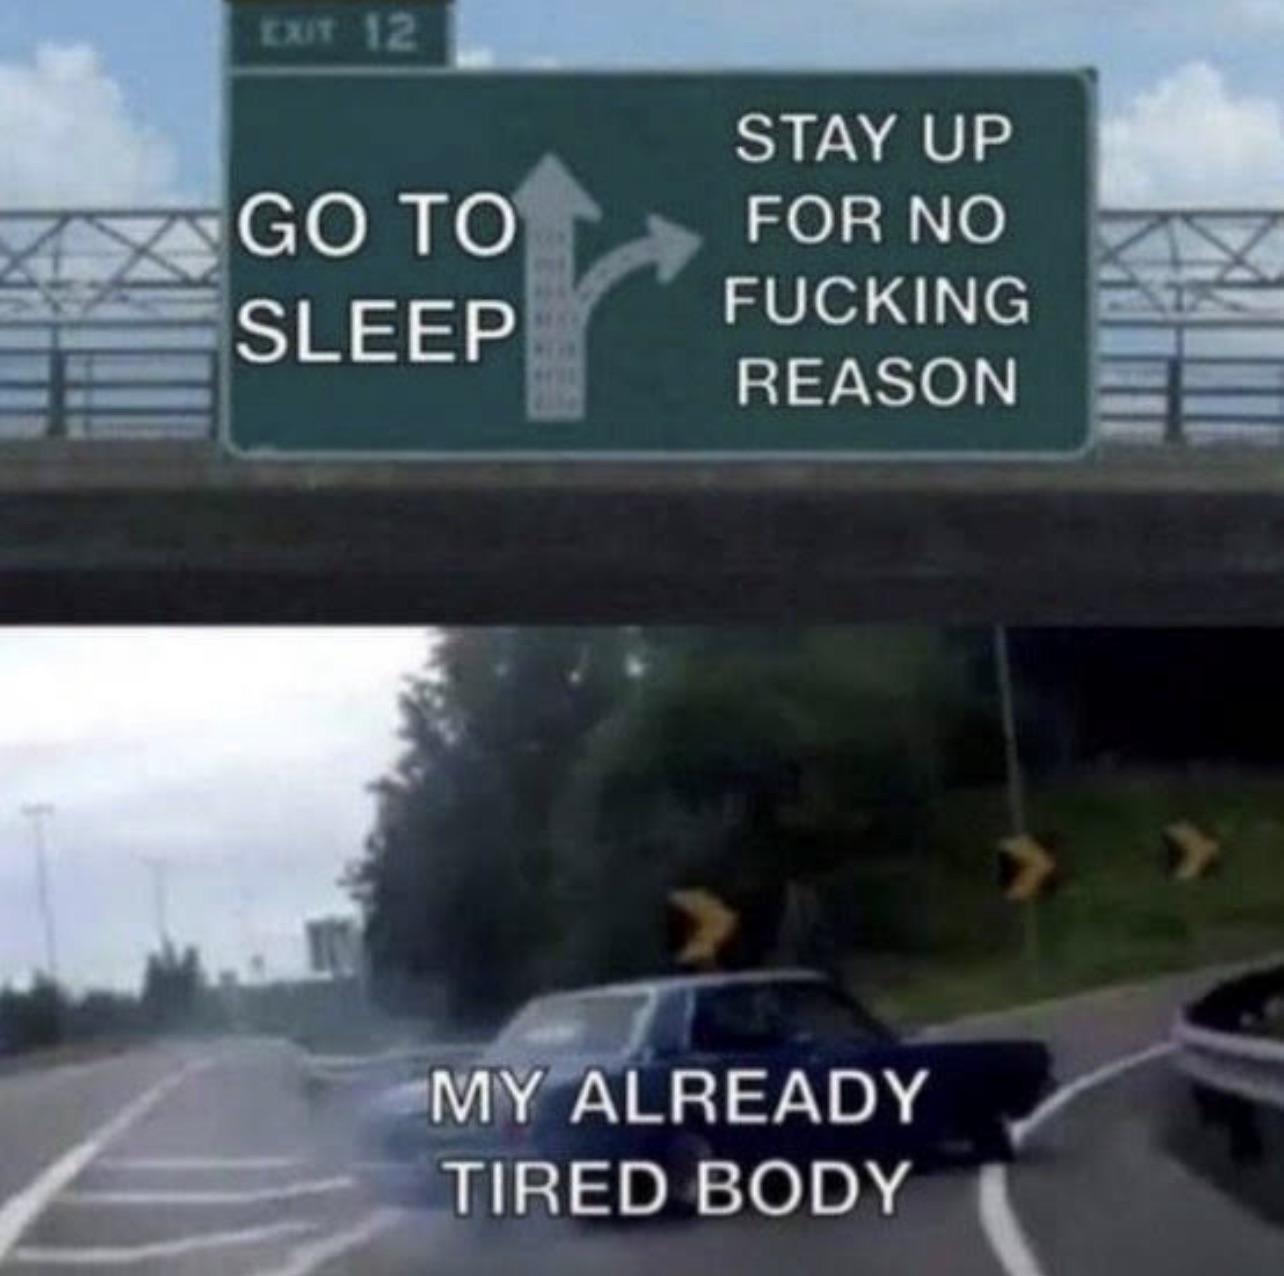 EXIT 12
GO TO
SLEEP
STAY UP
FOR NO
FUCKING
REASON
MY ALREADY
TIRED BODY